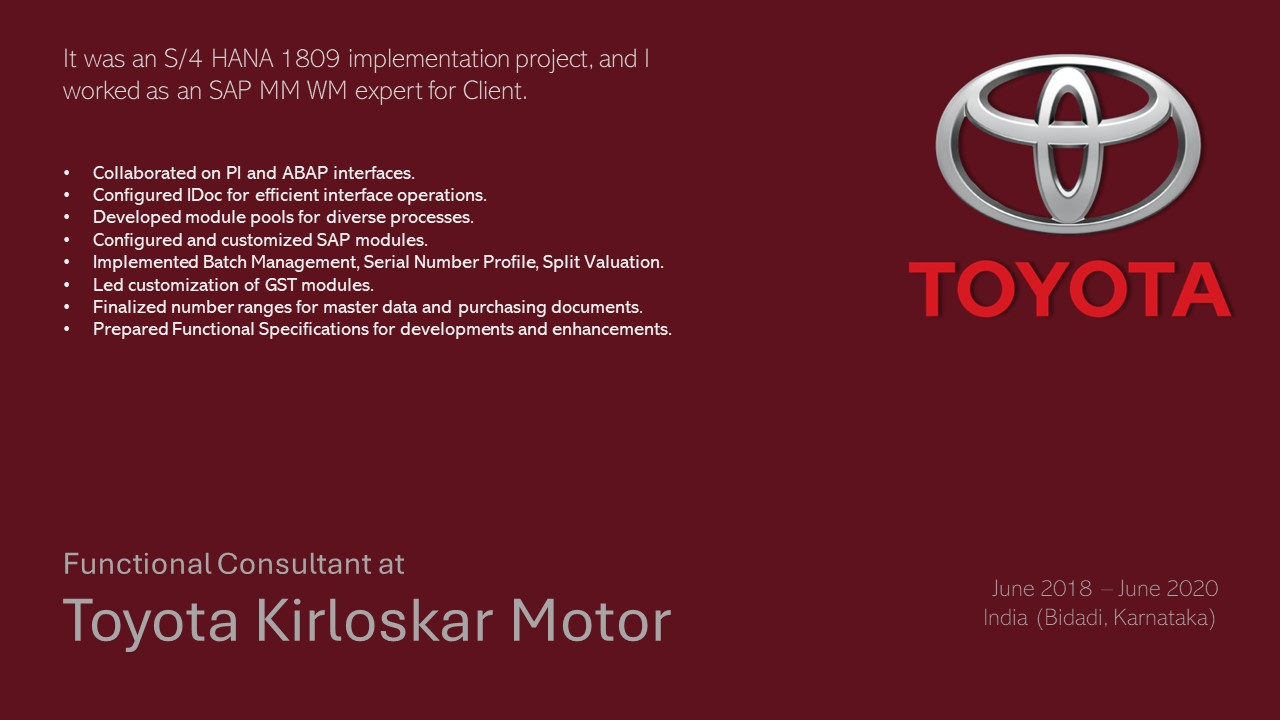 It was an S/4 HANA 1809 implementation project, and I
worked as an SAP MM WM expert for Client.
• Collaborated on PI and ABAP interfaces.
• Configured IDoc for efficient interface operations.
• Developed module pools for diverse processes.
• Configured and customized SAP modules.
• Implemented Batch Management, Serial Number Profile, Split Valuation.
• Led customization of GST modules.
• Finalized number ranges for master data and purchasing documents.
• Prepared Functional Specifications for developments and enhancements.
TOYOTA
Functional Consultant at
Toyota Kirloskar Motor
June 2018 – June 2020
India (Bidadi, Karnataka)